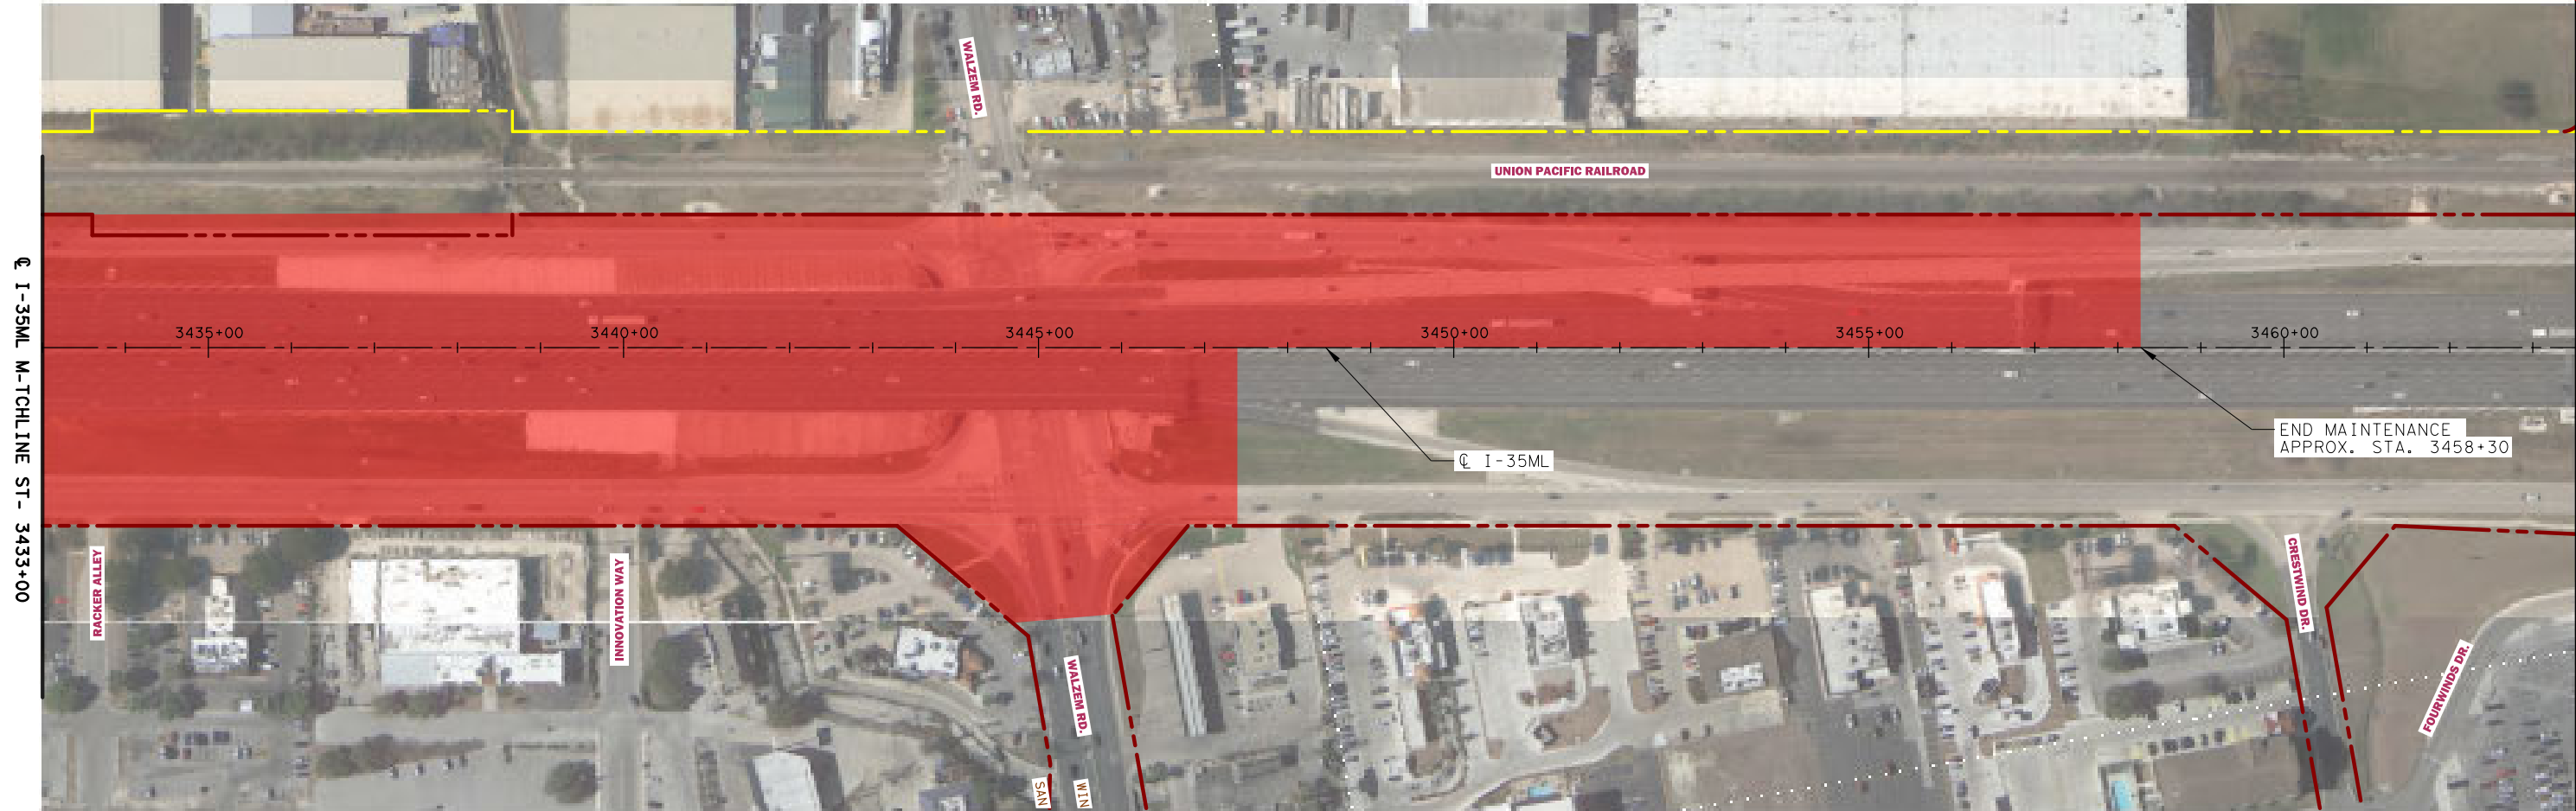 WALZEM RD.
UNION PACIFIC RAILROAD
℄ I-35ML M-TCHLINE ST- 3433+00
3435+00
3440+00
3445+00
3450+00
3455+00
3460+00
END MAINTENANCE
APPROX. STA. 3458+30
℄ I-35ML
RACKER ALLEY
INNOVATION WAY
WALZEM RD.
CRESTWIND DR.
FOURWINDS DR.
SAN
WIN